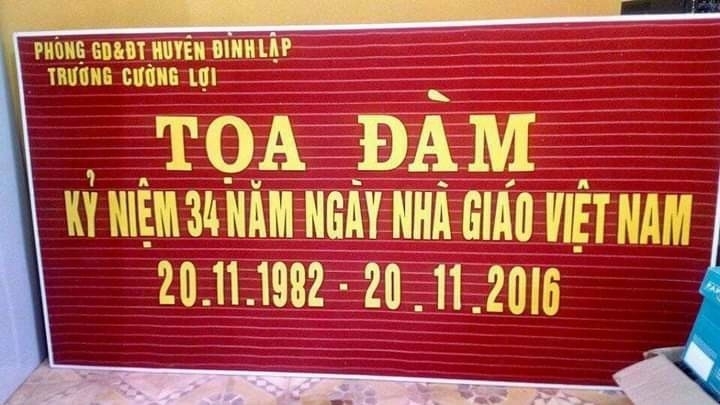 PHÒNG GD&ĐT HUYỆN ĐÌNH LẬP
TRƯỜNG CƯỜNG LỢI
TỌA ĐÀM
KỶ NIỆM 34 NĂM NGÀY NHÀ GIÁO VIỆT NAM
20.11.1982 - 20.11.2016